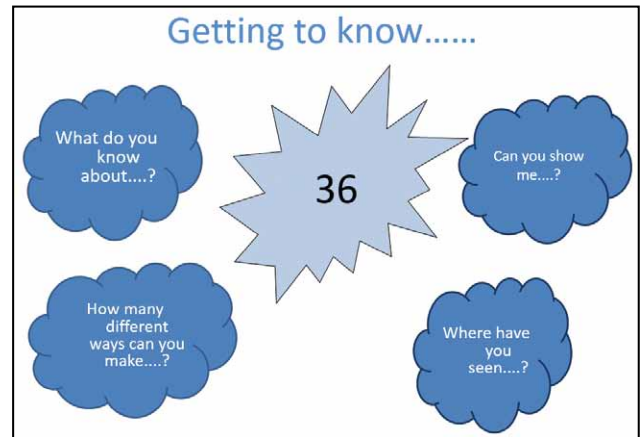 Getting to know......
What do you
know
about....?
36
Can you show
me....?
How many
different
ways can you
make....?
Where have
you
seen....?